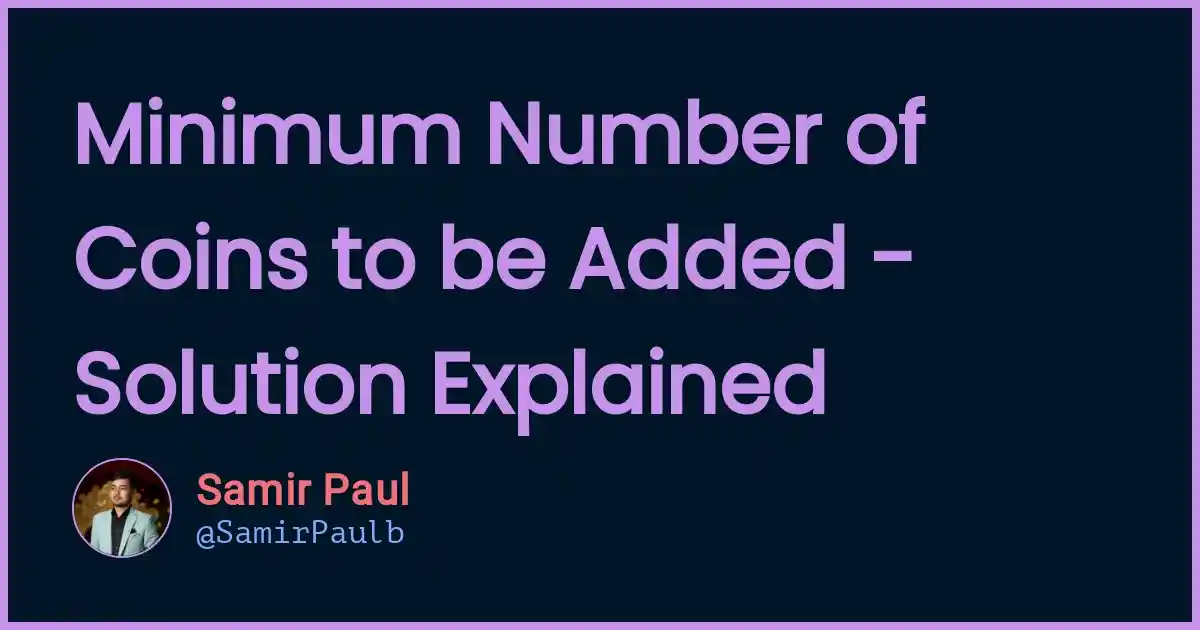 Minimum Number of
Coins to be Added -
Solution Explained
Samir Paul
@SamirPaulb